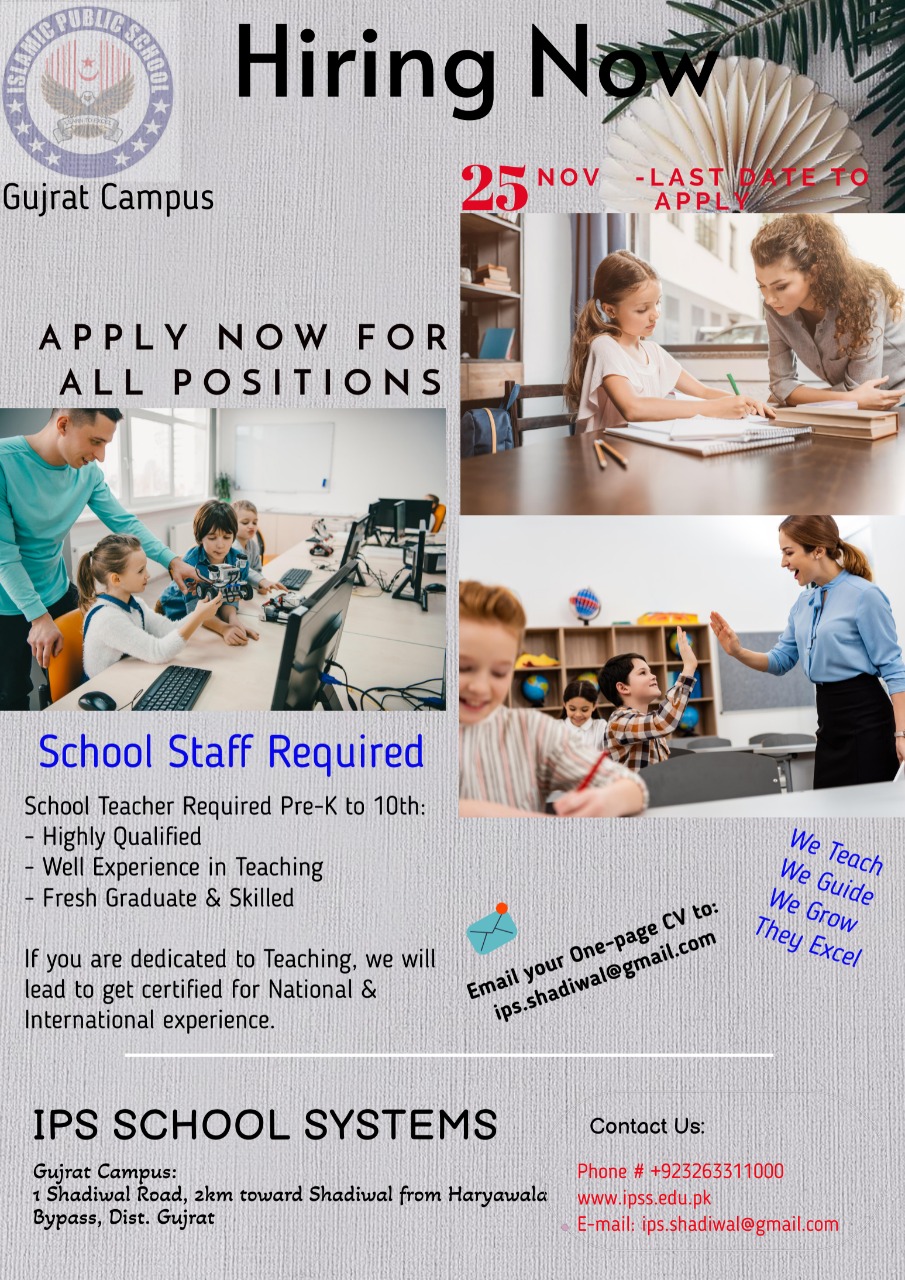 ISLAMIC PUBLIC SCHOOL
Hiring Now
Gujrat Campus
25 NOV -LAST DATE TO
APPLY
APPLY NOW FOR
ALL POSITIONS
School Staff Required
School Teacher Required Pre-K to 10th:
- Highly Qualified
- Well Experience in Teaching
- Fresh Graduate & Skilled
If you are dedicated to Teaching, we will
lead to get certified for National &
International experience.
We Teach
We Guide
We Grow
They Excel
Email your One-page CV to:
ips.shadiwal@gmail.com
IPS SCHOOL SYSTEMS
Gujrat Campus:
1 Shadiwal Road, 2km toward Shadiwal from Haryawala
Bypass, Dist. Gujrat
Contact Us:
Phone # +923263311000
www.ipss.edu.pk
E-mail: ips.shadiwal@gmail.com